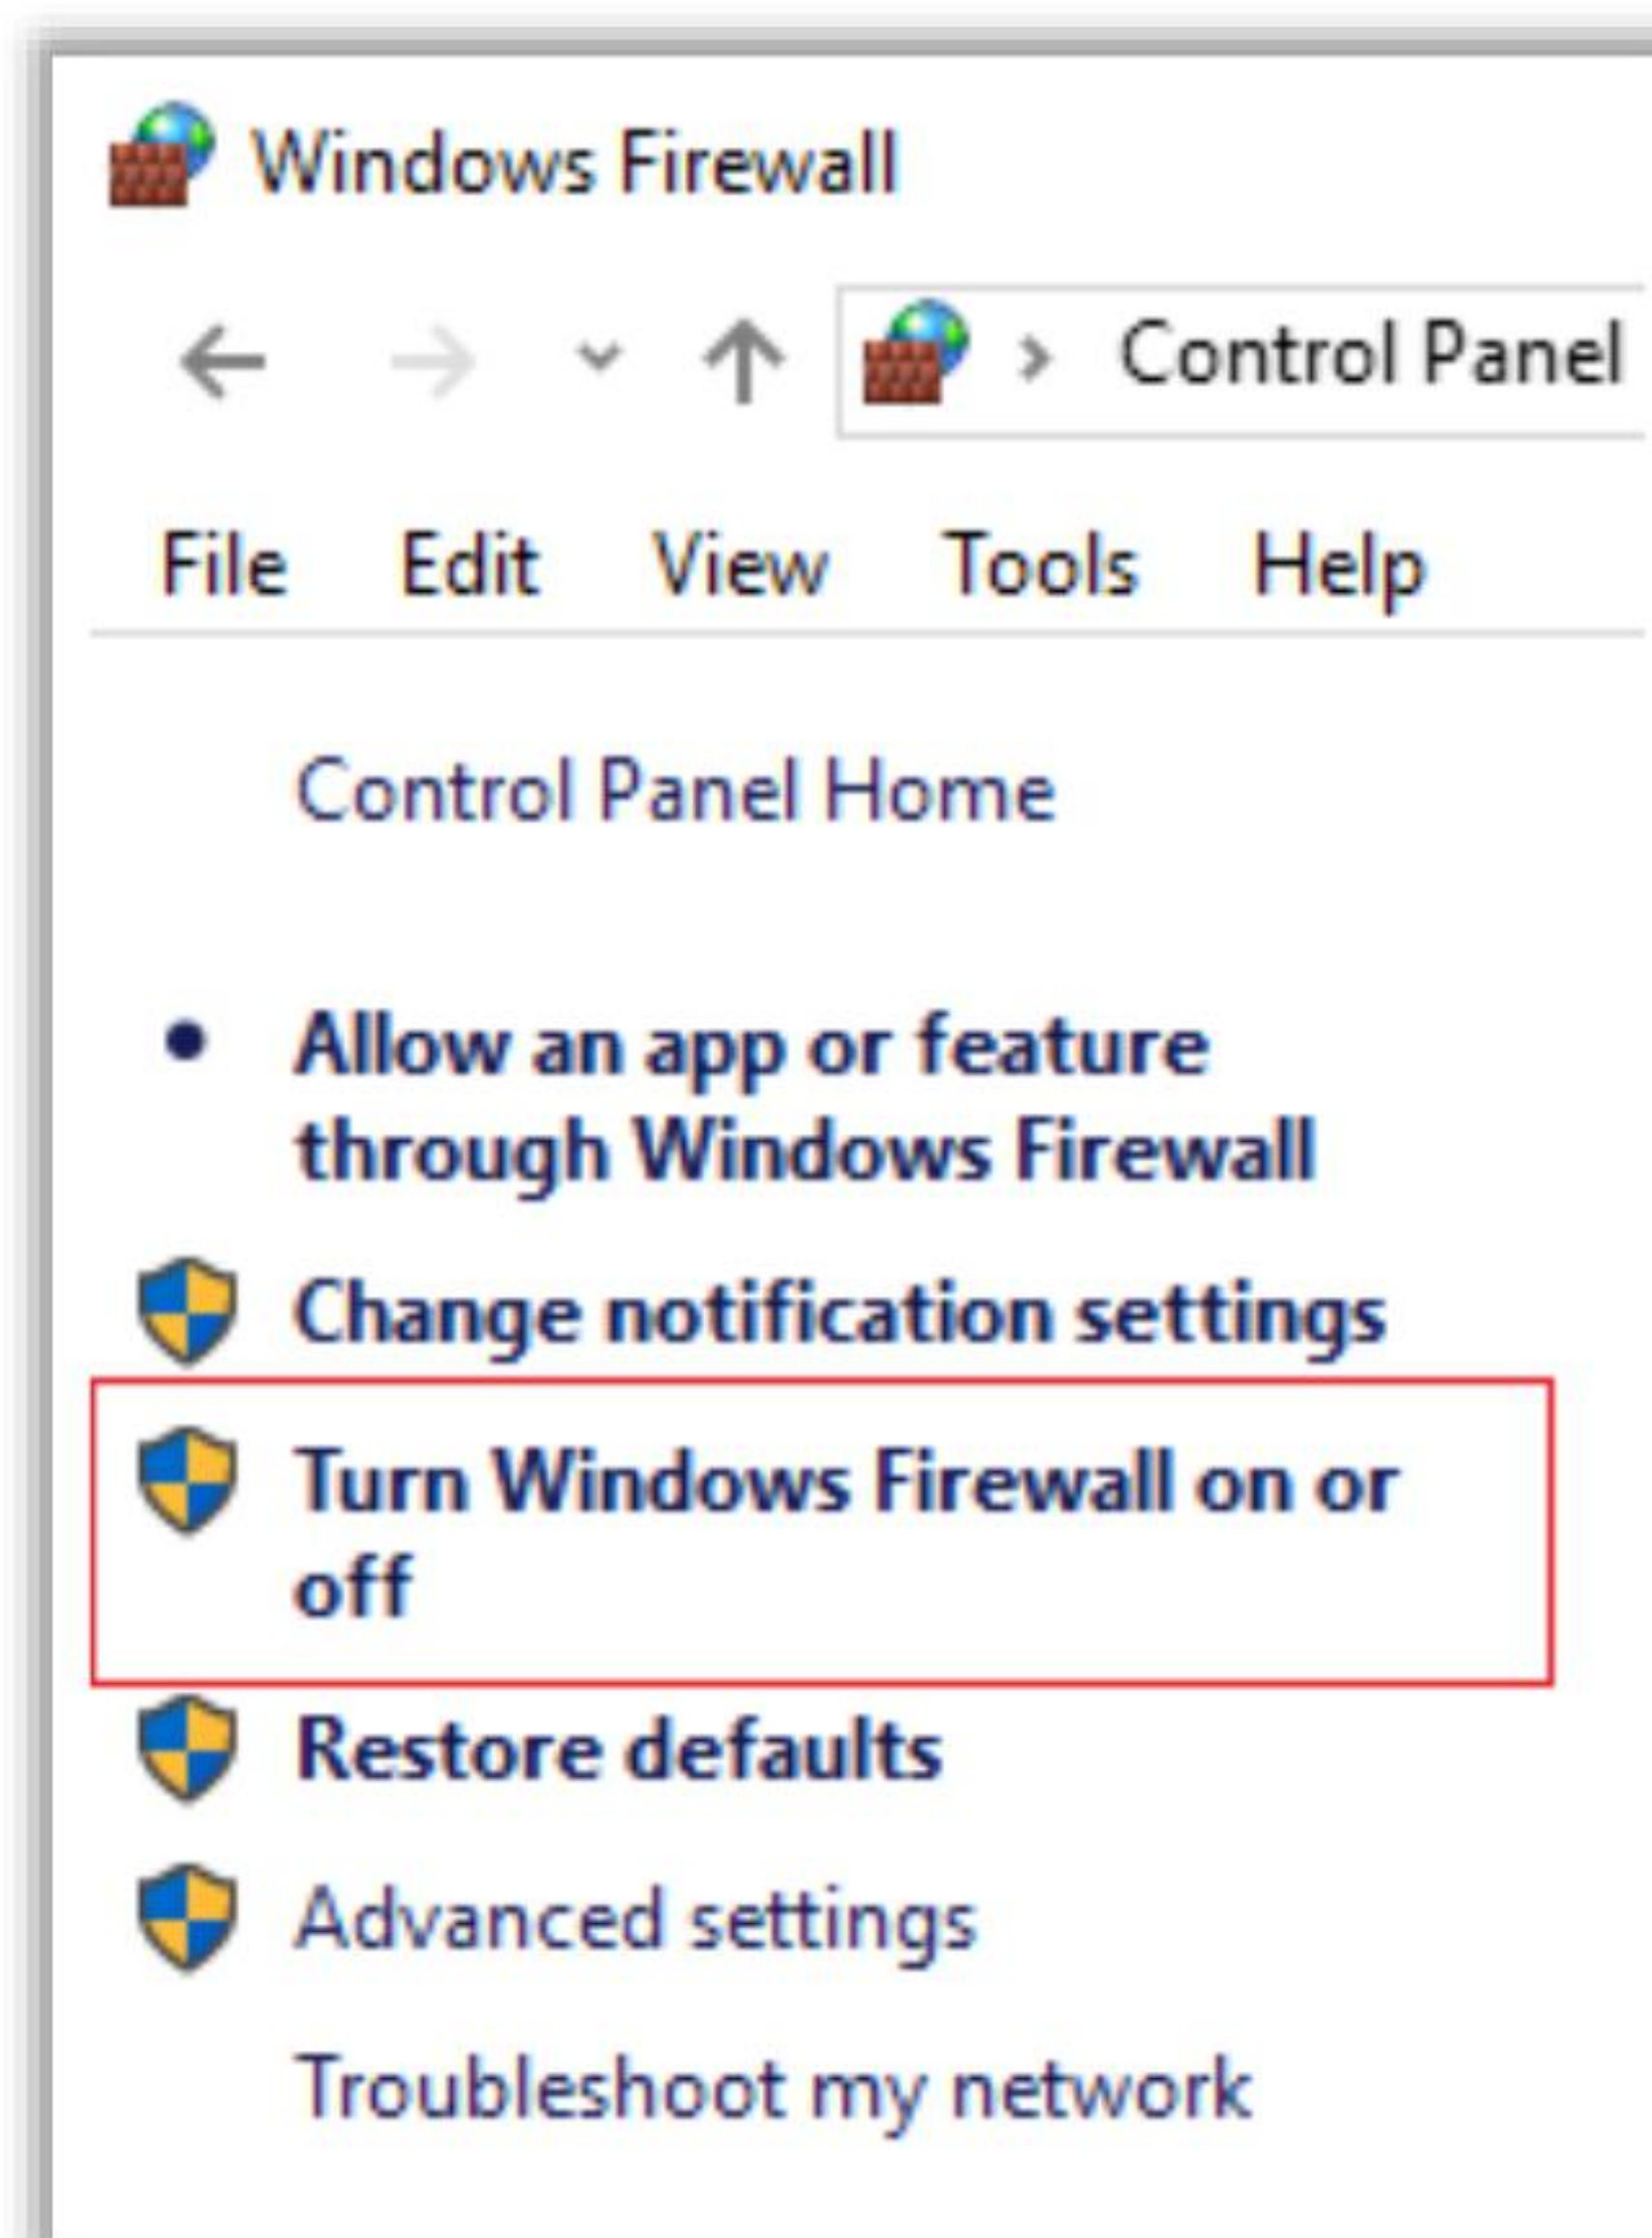 Windows Firewall
Control Panel
File Edit View Tools Help
Control Panel Home
Allow an app or feature
through Windows Firewall
Change notification settings
Turn Windows Firewall on or
off
Restore defaults
Advanced settings
Troubleshoot my network